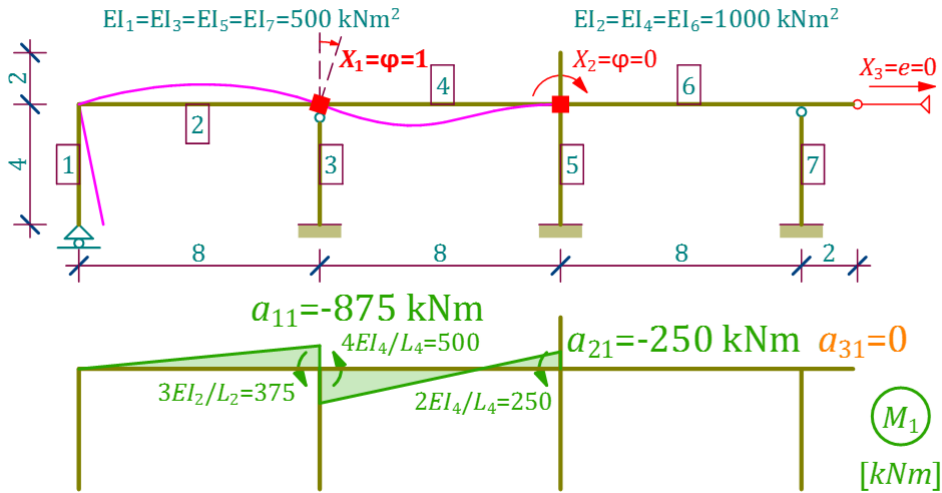 EI₁=EI₃=EI₅=EI₇=500 kNm²
EI₂=EI₄=EI₆=1000 kNm²
X₁=φ=1
X₂=φ=0
X₃=e=0
2
4
1
2
3
4
5
6
7
8
8
8
2
a₁₁=-875 kNm
4EI₄/L₄=500
a₂₁=-250 kNm
a₃₁=0
3EI₂/L₂=375
2EI₄/L₄=250
M₁
[kNm]